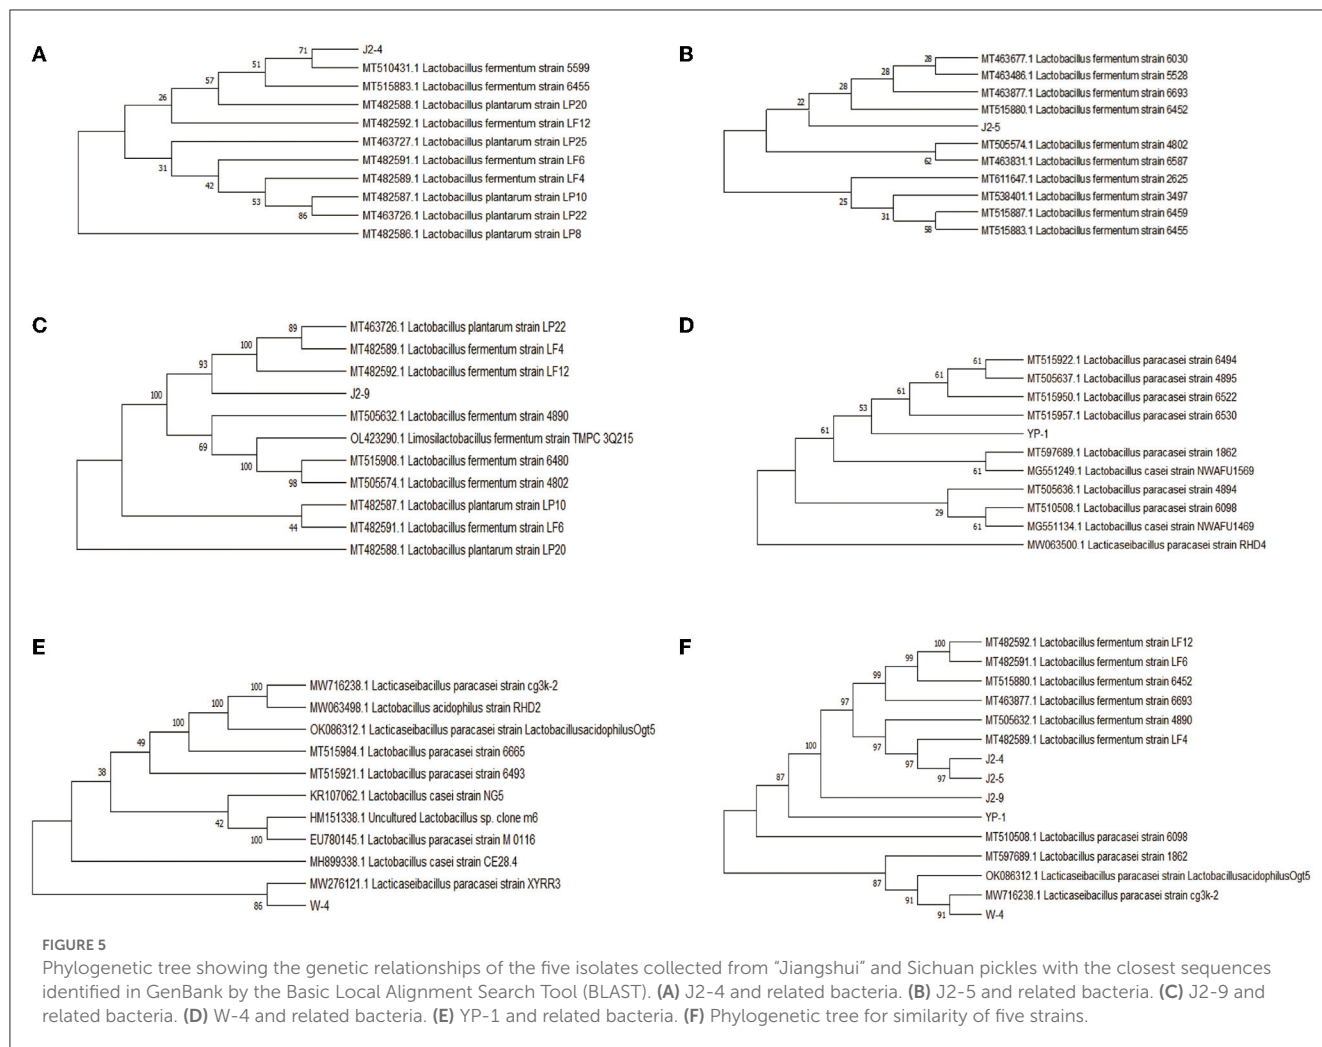 A
71
J2-4
51
MT510431.1 Lactobacillus fermentum strain 5599
57
MT515883.1 Lactobacillus fermentum strain 6455
26
MT482588.1 Lactobacillus plantarum strain LP20
MT482592.1 Lactobacillus fermentum strain LF12
MT463727.1 Lactobacillus plantarum strain LP25
31
MT482591.1 Lactobacillus fermentum strain LF6
42
MT482589.1 Lactobacillus fermentum strain LF4
53
MT482587.1 Lactobacillus plantarum strain LP10
86
MT463726.1 Lactobacillus plantarum strain LP22
MT482586.1 Lactobacillus plantarum strain LP8
B
28
MT463677.1 Lactobacillus fermentum strain 6030
28
MT463486.1 Lactobacillus fermentum strain 5528
28
MT463877.1 Lactobacillus fermentum strain 6693
22
MT515880.1 Lactobacillus fermentum strain 6452
J2-5
MT505574.1 Lactobacillus fermentum strain 4802
62
MT463831.1 Lactobacillus fermentum strain 6587
MT611647.1 Lactobacillus fermentum strain 2625
25
MT538401.1 Lactobacillus fermentum strain 3497
31
MT515887.1 Lactobacillus fermentum strain 6459
58
MT515883.1 Lactobacillus fermentum strain 6455
C
89
MT463726.1 Lactobacillus plantarum strain LP22
100
MT482589.1 Lactobacillus fermentum strain LF4
93
MT482592.1 Lactobacillus fermentum strain LF12
100
J2-9
MT505632.1 Lactobacillus fermentum strain 4890
69
OL423290.1 Limosilactobacillus fermentum strain TMPC 3Q215
100
MT515908.1 Lactobacillus fermentum strain 6480
98
MT505574.1 Lactobacillus fermentum strain 4802
MT482587.1 Lactobacillus plantarum strain LP10
44
MT482591.1 Lactobacillus fermentum strain LF6
MT482588.1 Lactobacillus plantarum strain LP20
D
61
MT515922.1 Lactobacillus paracasei strain 6494
61
MT505637.1 Lactobacillus paracasei strain 4895
61
MT515950.1 Lactobacillus paracasei strain 6522
53
MT515957.1 Lactobacillus paracasei strain 6530
61
YP-1
MT597689.1 Lactobacillus paracasei strain 1862
61
MG551249.1 Lactobacillus casei strain NWAFU1569
MT505636.1 Lactobacillus paracasei strain 4894
29
MT510508.1 Lactobacillus paracasei strain 6098
61
MG551134.1 Lactobacillus casei strain NWAFU1469
MW063500.1 Lacticaseibacillus paracasei strain RHD4
E
100
MW716238.1 Lacticaseibacillus paracasei strain cg3k-2
100
MW063498.1 Lactobacillus acidophilus strain RHD2
100
OK086312.1 Lacticaseibacillus paracasei strain LactobacillusacidophilusOgt5
49
MT515984.1 Lactobacillus paracasei strain 6665
38
MT515921.1 Lactobacillus paracasei strain 6493
KR107062.1 Lactobacillus casei strain NG5
42
HM151338.1 Uncultured Lactobacillus sp. clone m6
100
EU780145.1 Lactobacillus paracasei strain M 0116
MH899338.1 Lactobacillus casei strain CE28.4
MW276121.1 Lacticaseibacillus paracasei strain XYRR3
86
W-4
F
100
MT482592.1 Lactobacillus fermentum strain LF12
99
MT482591.1 Lactobacillus fermentum strain LF6
99
MT515880.1 Lactobacillus fermentum strain 6452
97
MT463877.1 Lactobacillus fermentum strain 6693
MT505632.1 Lactobacillus fermentum strain 4890
100
97
MT482589.1 Lactobacillus fermentum strain LF4
97
J2-4
97
J2-5
87
J2-9
YP-1
MT510508.1 Lactobacillus paracasei strain 6098
MT597689.1 Lactobacillus paracasei strain 1862
87
OK086312.1 Lacticaseibacillus paracasei strain LactobacillusacidophilusOgt5
91
MW716238.1 Lacticaseibacillus paracasei strain cg3k-2
91
W-4
FIGURE 5
Phylogenetic tree showing the genetic relationships of the five isolates collected from "Jiangshui" and Sichuan pickles with the closest sequences
identified in GenBank by the Basic Local Alignment Search Tool (BLAST). (A) J2-4 and related bacteria. (B) J2-5 and related bacteria. (C) J2-9 and
related bacteria. (D) W-4 and related bacteria. (E) YP-1 and related bacteria. (F) Phylogenetic tree for similarity of five strains.